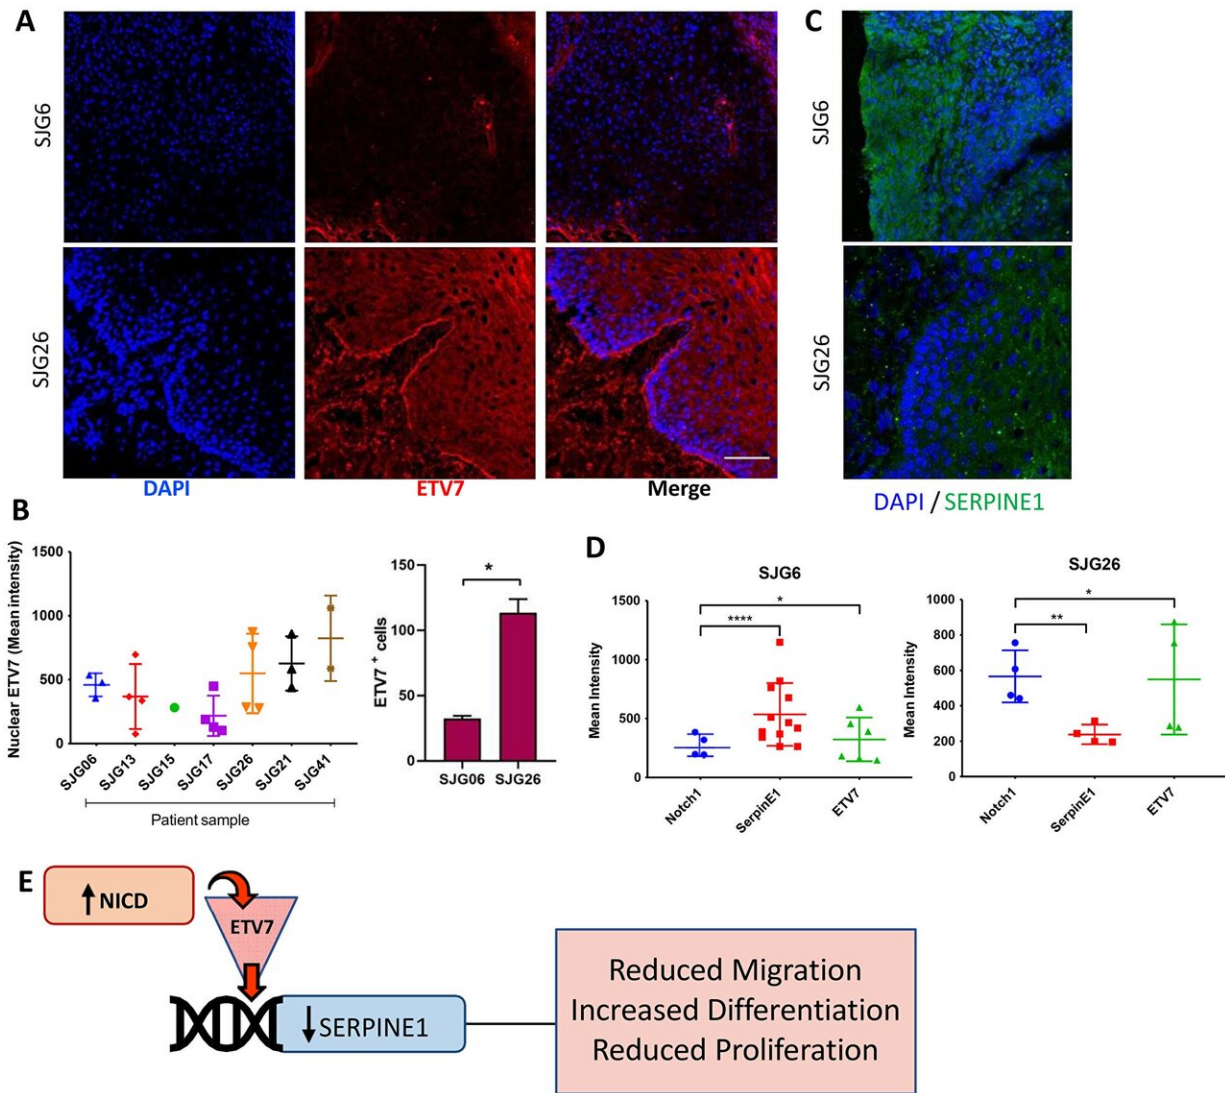 A
C
SJG6
SJG6
SJG26
SJG26
DAPI
ETV7
Merge
DAPI / SERPINE1
B
Nuclear ETV7 (Mean intensity)
1500
1000
500
0
SJG06
SJG13
SJG15
SJG17
SJG26
SJG21
SJG41
Patient sample
ETV7 + cells
150
100
50
0
*
SJG06
SJG26
D
SJG6
Mean Intensity
1500
1000
500
0
*
****
Notch1
SerpinE1
ETV7
SJG26
Mean Intensity
1000
800
600
400
200
0
*
**
Notch1
SerpinE1
ETV7
E
↑ NICD
ETV7
↓ SERPINE1
Reduced Migration
Increased Differentiation
Reduced Proliferation